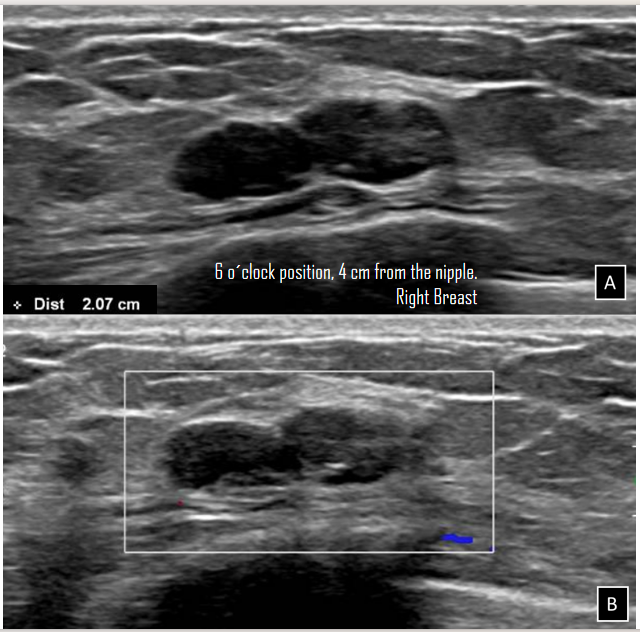 6 o´clock position, 4 cm from the nipple.
Right Breast
A
Dist 2.07 cm
B